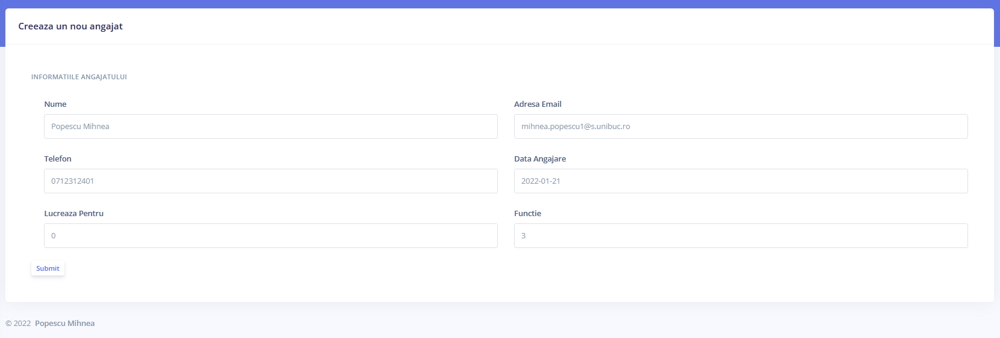 Creeaza un nou angajat
INFORMATIILE ANGAJATULUI
Nume
Adresa Email
Popescu Mihnea
mihnea.popescu1@s.unibuc.ro
Telefon
Data Angajare
0712312401
2022-01-21
Lucreaza Pentru
Functie
0
3
Submit
© 2022 Popescu Mihnea